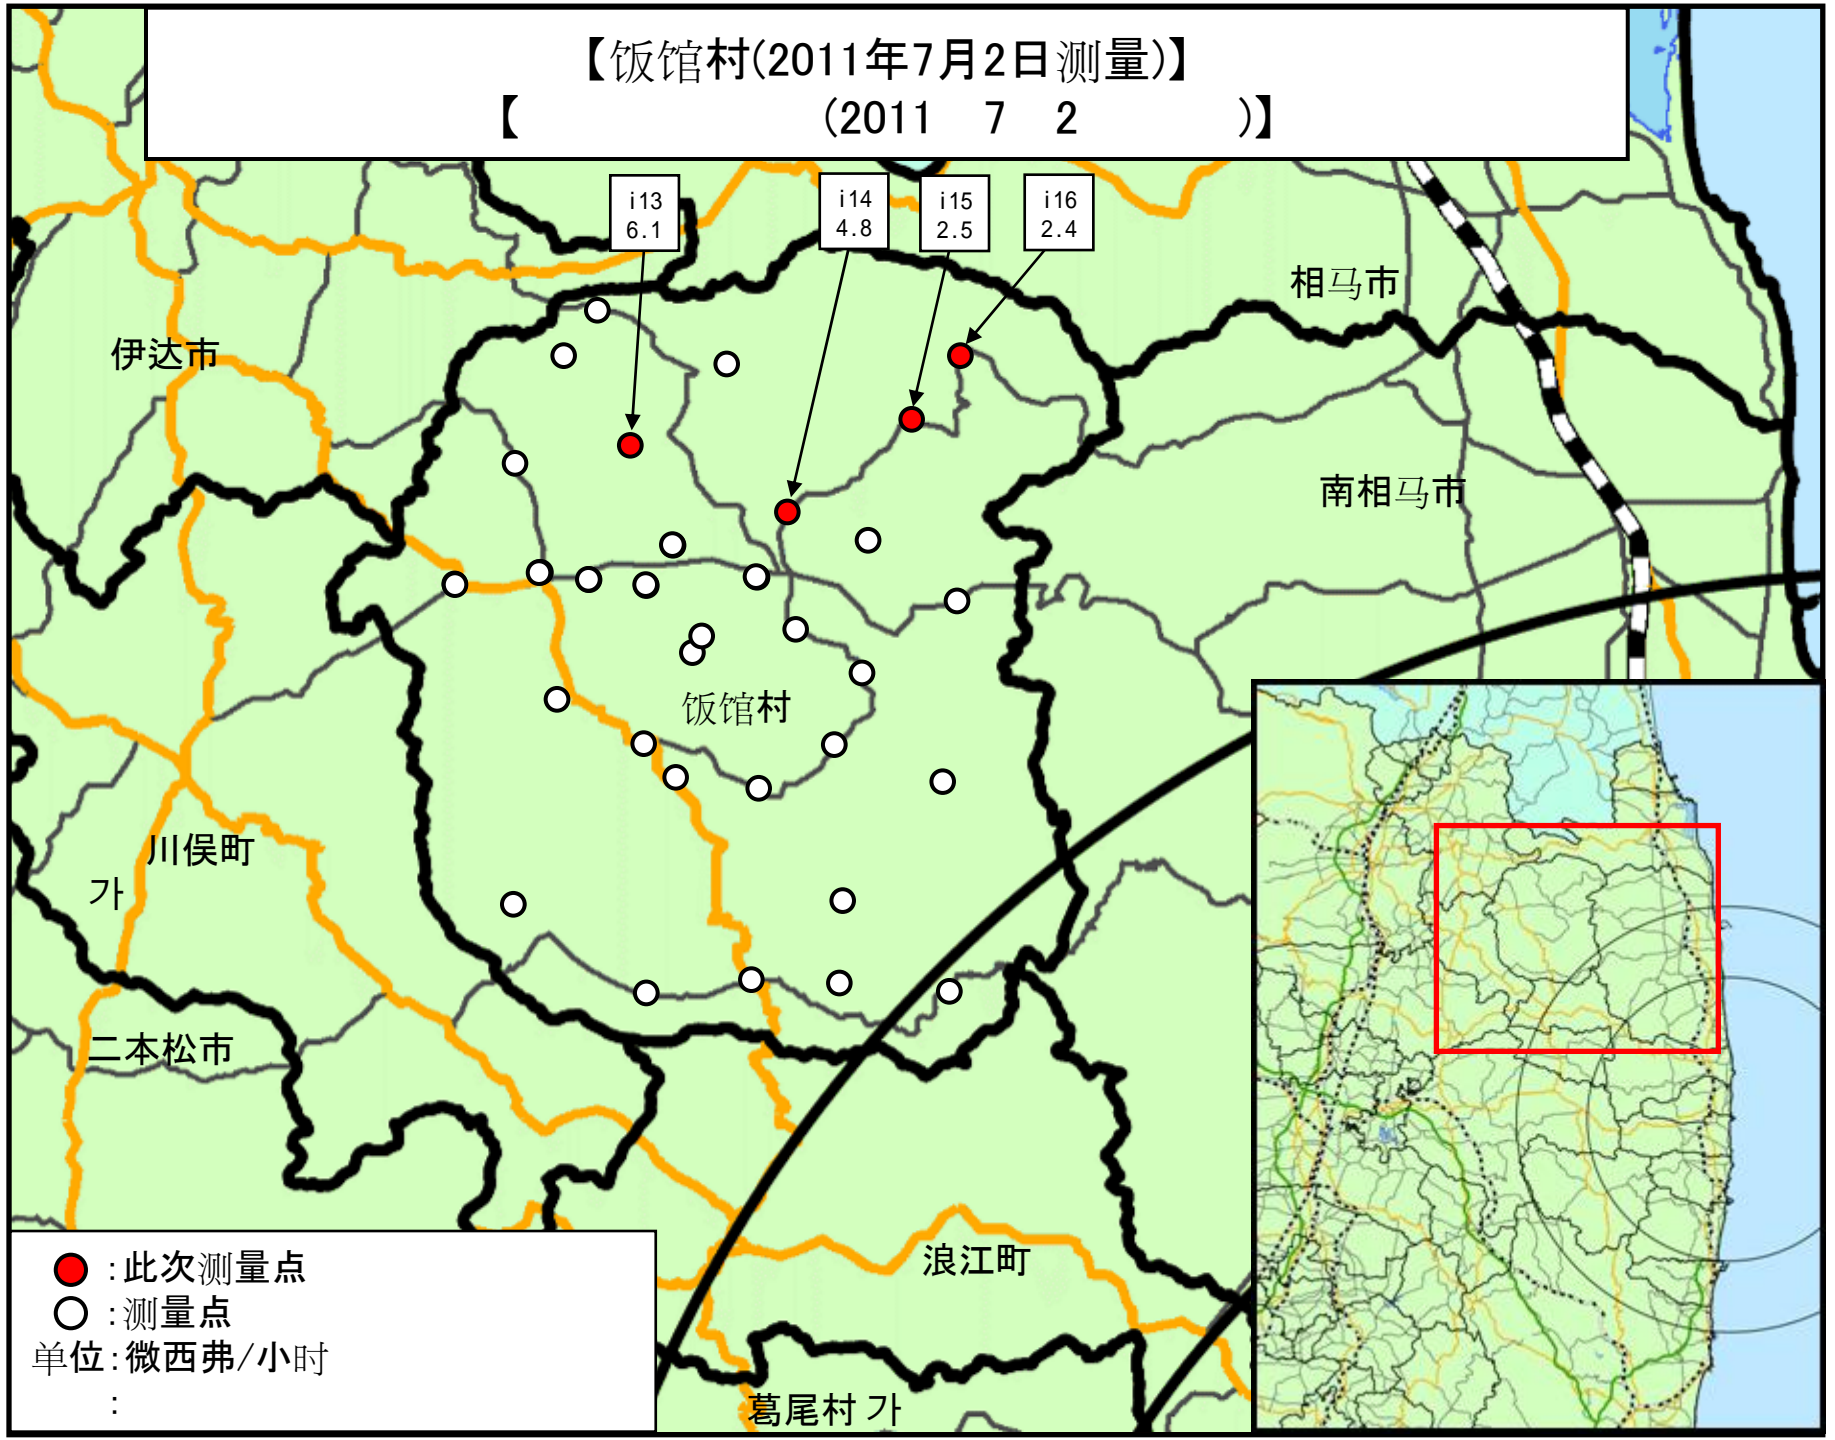 【饭馆村(2011年7月2日测量)】
【 (2011 7 2 )】
i13
6.1
i14
4.8
i15
2.5
i16
2.4
相马市
伊达市
南相马市
饭馆村
川俣町
가
二本松市
浪江町
葛尾村 가
:此次测量点
:测量点
单位:微西弗/小时
: